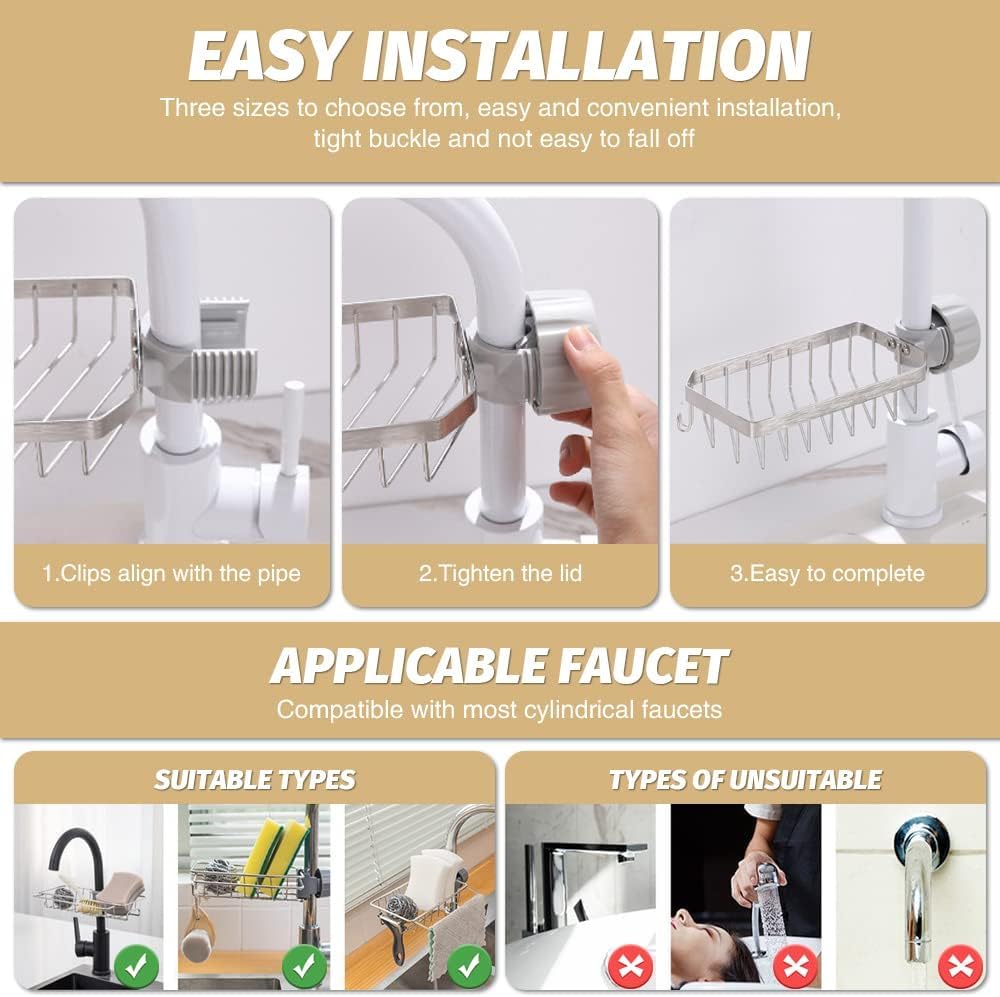 EASY INSTALLATION
Three sizes to choose from, easy and convenient installation,
tight buckle and not easy to fall off
1.Clips align with the pipe
2.Tighten the lid
3.Easy to complete
APPLICABLE FAUCET
Compatible with most cylindrical faucets
SUITABLE TYPES
TYPES OF UNSUITABLE